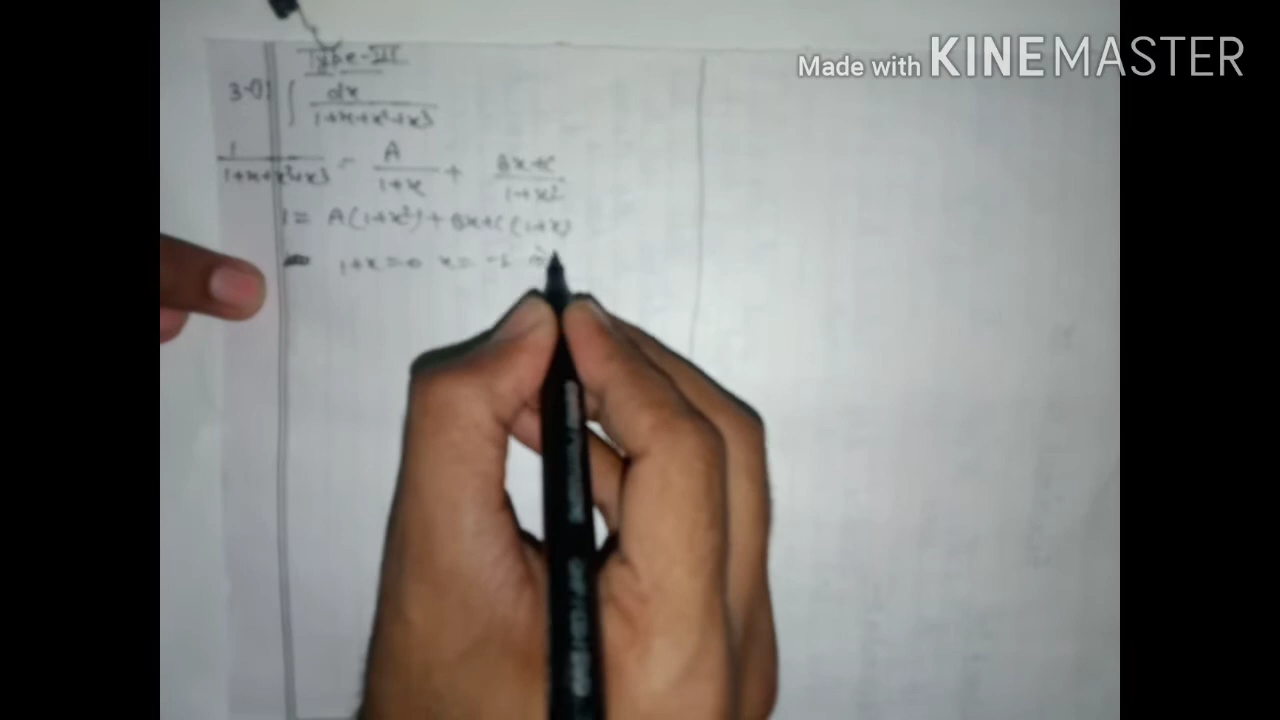 Made with KINEMASTER
Type-III
3.01 ∫ dx / 1+x+x²+x³
1 / 1+x+x²+x³ = A / 1+x + Bx+C / 1+x²
1 = A(1+x²) + Bx+C (1+x)
1+x=0 x = -1